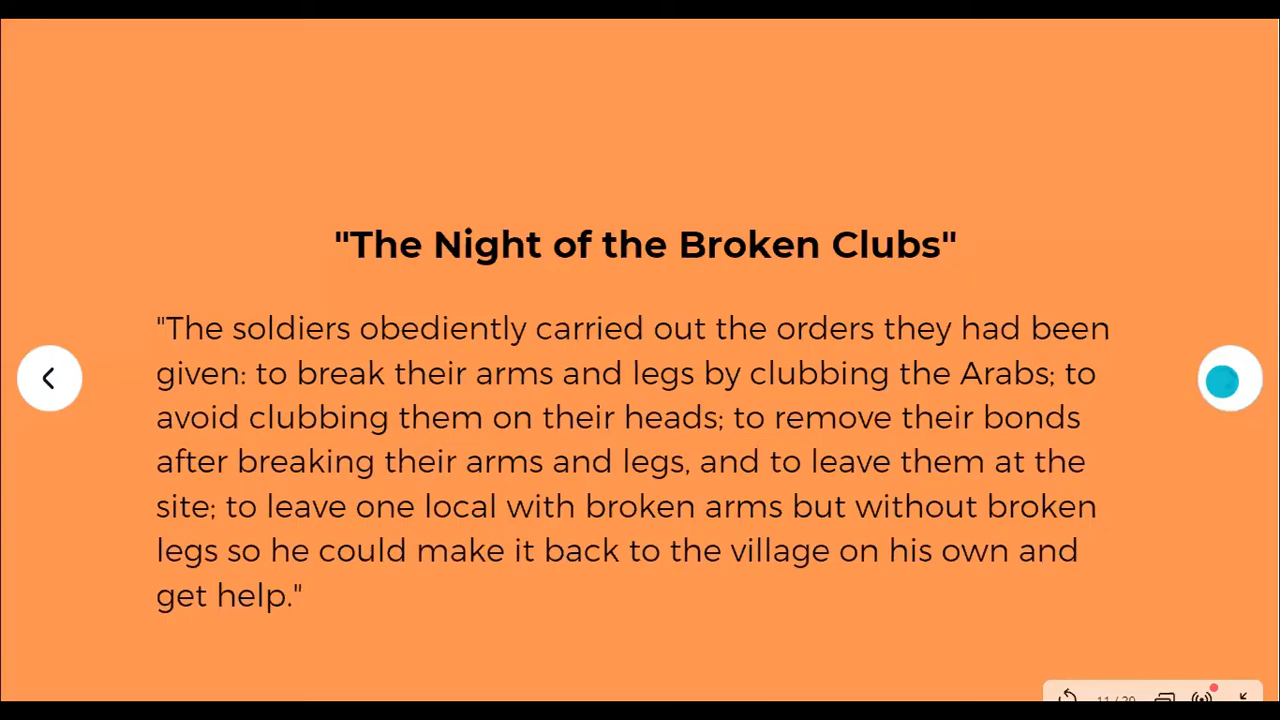 "The Night of the Broken Clubs"
"The soldiers obediently carried out the orders they had been
given: to break their arms and legs by clubbing the Arabs; to
avoid clubbing them on their heads; to remove their bonds
after breaking their arms and legs, and to leave them at the
site; to leave one local with broken arms but without broken
legs so he could make it back to the village on his own and
get help."